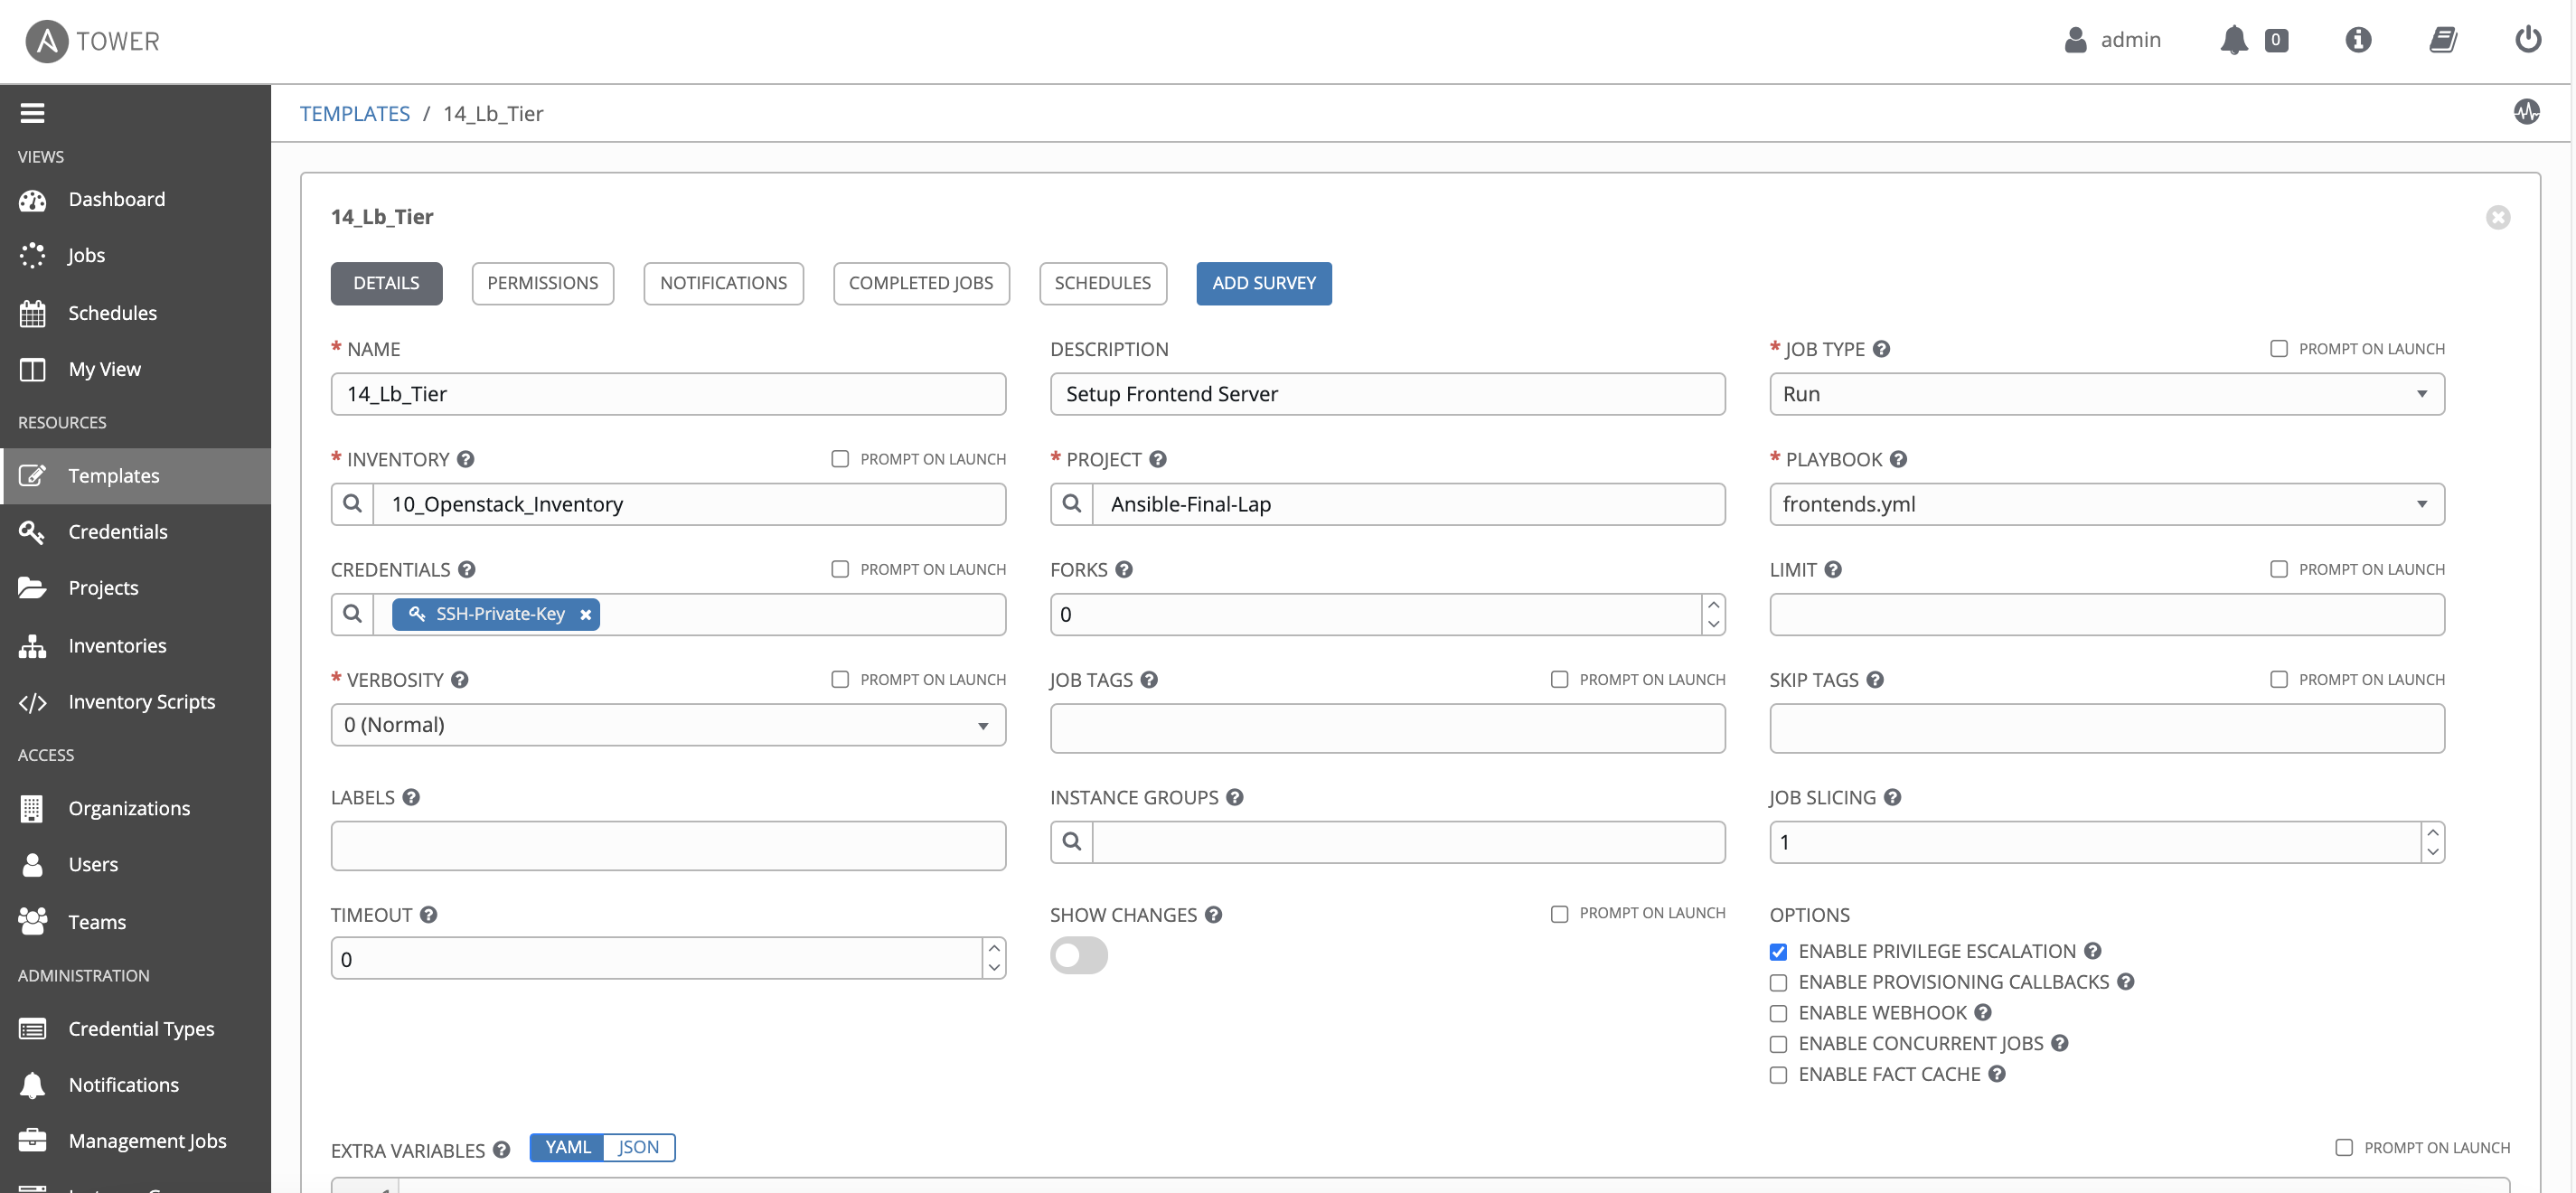 TOWER
admin
0
TEMPLATES / 14_Lb_Tier
VIEWS
Dashboard
Jobs
Schedules
My View
RESOURCES
Templates
Credentials
Projects
Inventories
Inventory Scripts
ACCESS
Organizations
Users
Teams
ADMINISTRATION
Credential Types
Notifications
Management Jobs
14_Lb_Tier
DETAILS
PERMISSIONS
NOTIFICATIONS
COMPLETED JOBS
SCHEDULES
ADD SURVEY
* NAME
14_Lb_Tier
DESCRIPTION
Setup Frontend Server
* JOB TYPE
PROMPT ON LAUNCH
Run
* INVENTORY
PROMPT ON LAUNCH
10_Openstack_Inventory
* PROJECT
Ansible-Final-Lap
* PLAYBOOK
frontends.yml
CREDENTIALS
PROMPT ON LAUNCH
SSH-Private-Key
FORKS
0
LIMIT
PROMPT ON LAUNCH
* VERBOSITY
PROMPT ON LAUNCH
0 (Normal)
JOB TAGS
PROMPT ON LAUNCH
SKIP TAGS
PROMPT ON LAUNCH
LABELS
INSTANCE GROUPS
JOB SLICING
1
TIMEOUT
0
SHOW CHANGES
PROMPT ON LAUNCH
OPTIONS
ENABLE PRIVILEGE ESCALATION
ENABLE PROVISIONING CALLBACKS
ENABLE WEBHOOK
ENABLE CONCURRENT JOBS
ENABLE FACT CACHE
EXTRA VARIABLES
YAML
JSON
PROMPT ON LAUNCH